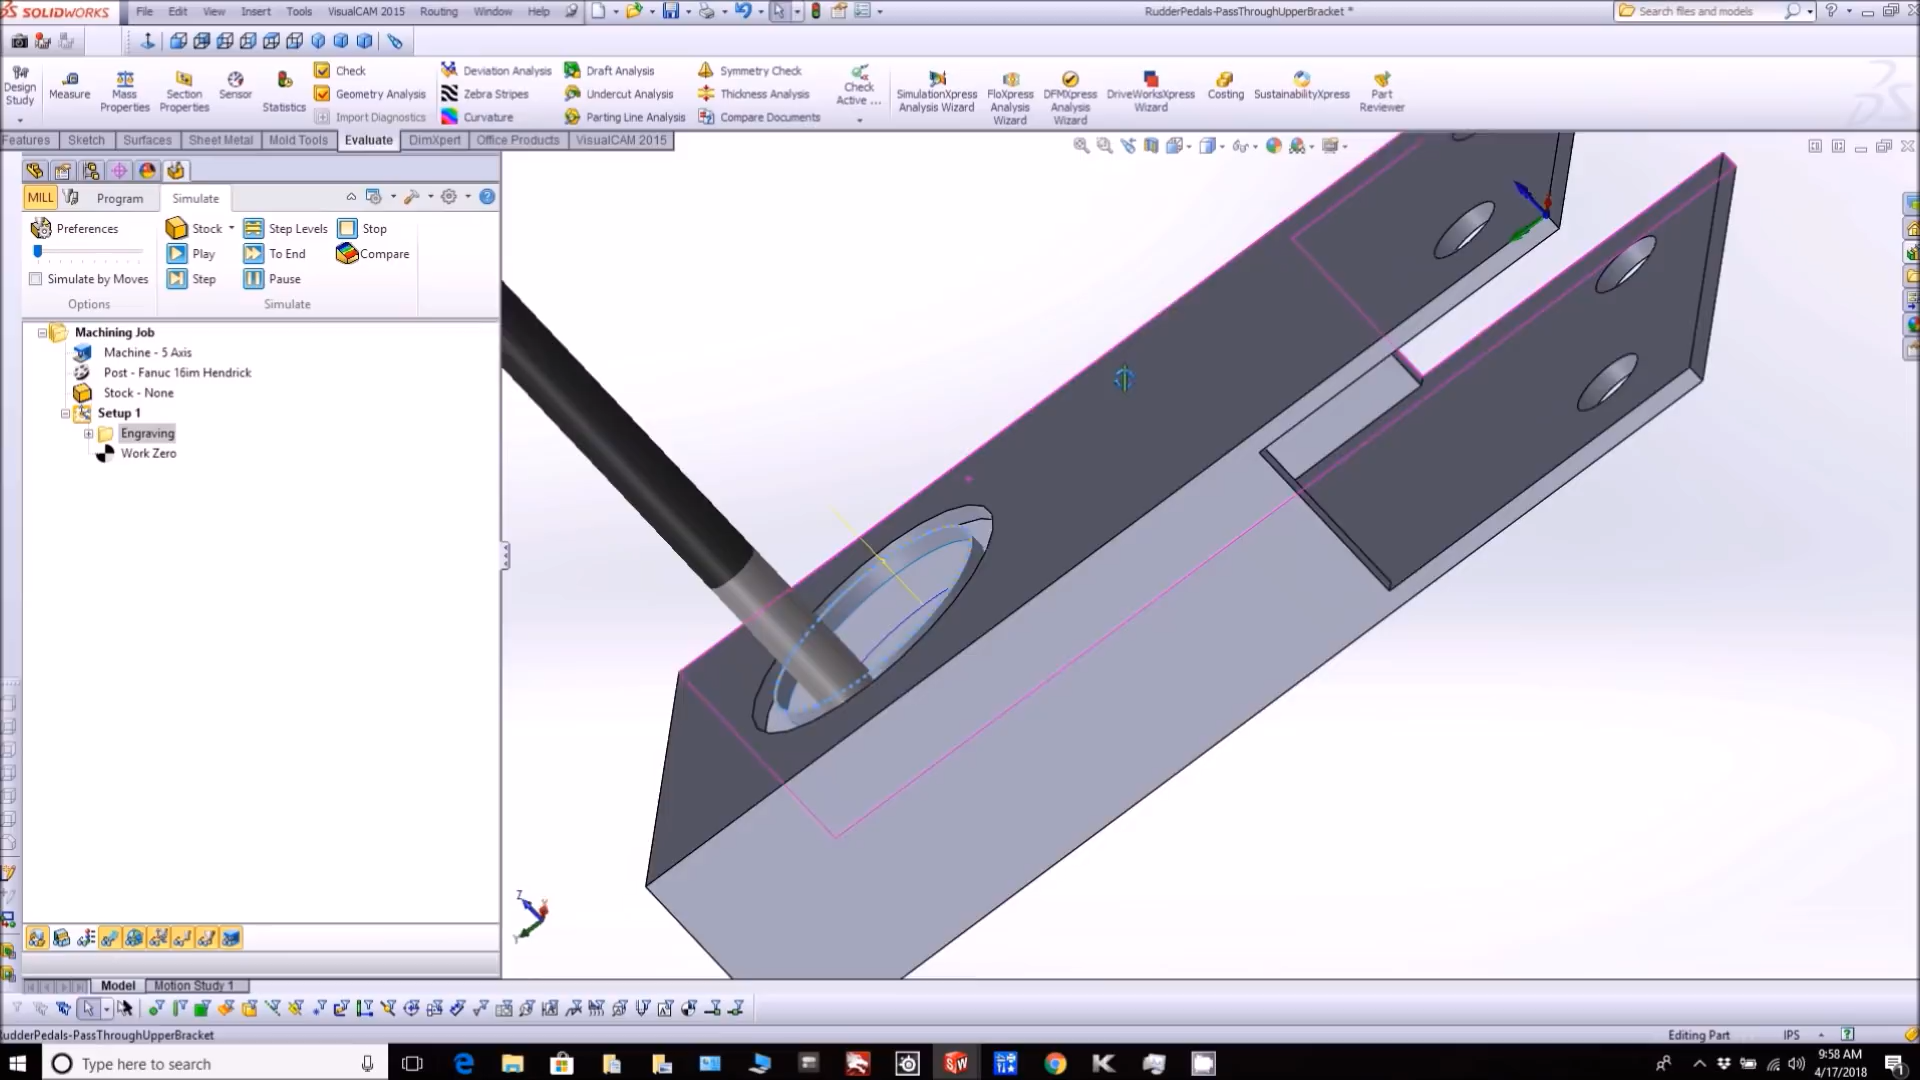 SOLIDWORKS File Edit View Insert Tools VisualCAM 2015 Routing Window Help RudderPedals-PassThroughUpperBracket * Search files and models ?
Design Study
Measure
Mass Properties
Section Properties
Sensor
Statistics
Check
Geometry Analysis
Import Diagnostics
Deviation Analysis
Zebra Stripes
Curvature
Draft Analysis
Undercut Analysis
Parting Line Analysis
Symmetry Check
Thickness Analysis
Compare Documents
Check Active ...
SimulationXpress Analysis Wizard
FloXpress Analysis Wizard
DFMXpress Analysis Wizard
DriveWorksXpress Wizard
Costing
SustainabilityXpress
Part Reviewer
Features Sketch Surfaces Sheet Metal Mold Tools Evaluate DimXpert Office Products VisualCAM 2015
MILL Program Simulate
Preferences Stock Step Levels Stop
Play To End Compare
Simulate by Moves Step Pause
Options Simulate
Machining Job
Machine - 5 Axis
Post - Fanuc 16im Hendrick
Stock - None
Setup 1
Engraving
Work Zero
Z
X
Y
Model Motion Study 1
udderPedals-PassThroughUpperBracket Editing Part IPS
Type here to search
9:58 AM
4/17/2018